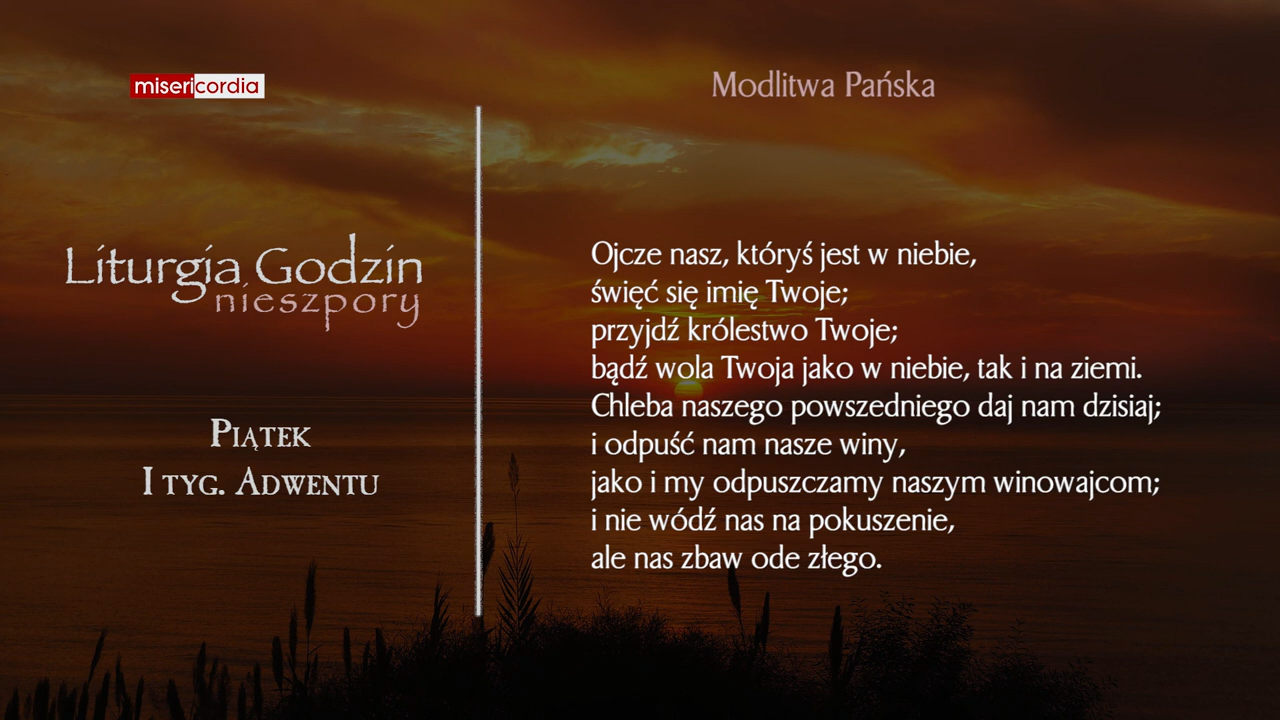 misericordia
Liturgia Godzin
nieszpory
Piątek
I tyg. Adwentu
Modlitwa Pańska
Ojcze nasz, któryś jest w niebie,
święć się imię Twoje;
przyjdź królestwo Twoje;
bądź wola Twoja jako w niebie, tak i na ziemi.
Chleba naszego powszedniego daj nam dzisiaj;
i odpuść nam nasze winy,
jako i my odpuszczamy naszym winowajcom;
i nie wódź nas na pokuszenie,
ale nas zbaw ode złego.